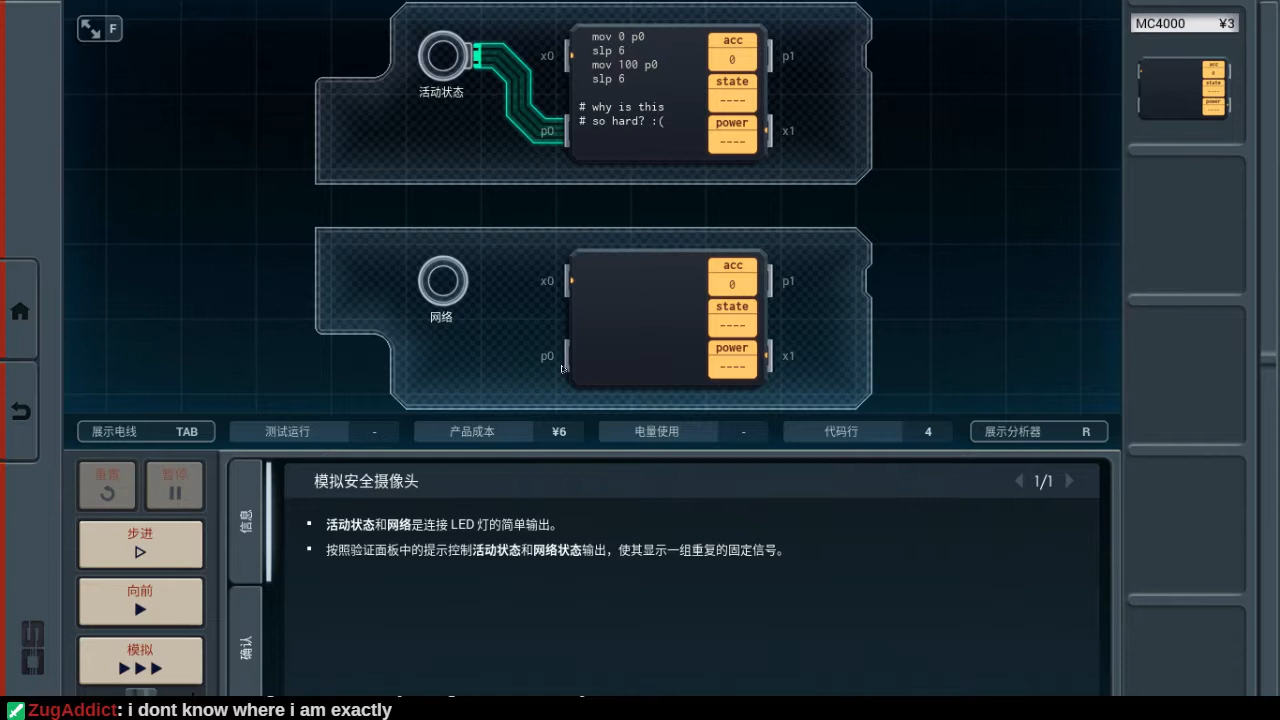 F
MC4000 ¥3
acc
0
state
----
power
----
活动状态
x0
p0
mov 0 p0
slp 6
mov 100 p0
slp 6
# why is this
# so hard? :(
acc
0
state
----
power
----
p1
x1
网络
x0
p0
acc
0
state
----
power
----
p1
x1
展示电线 TAB 测试运行 - 产品成本 ¥6 电量使用 - 代码行 4 展示分析器 R
重置 暂停
步进
向前
模拟
信息
确认
模拟安全摄像头 1/1
▪ 活动状态和网络是连接 LED 灯的简单输出。
▪ 按照验证面板中的提示控制活动状态和网络状态输出，使其显示一组重复的固定信号。
ZugAddict: i dont know where i am exactly